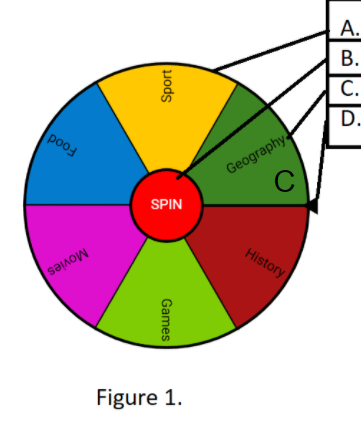 A.
B.
C.
D.
Sport
Geography
C
Food
SPIN
Movies
History
Games
Figure 1.